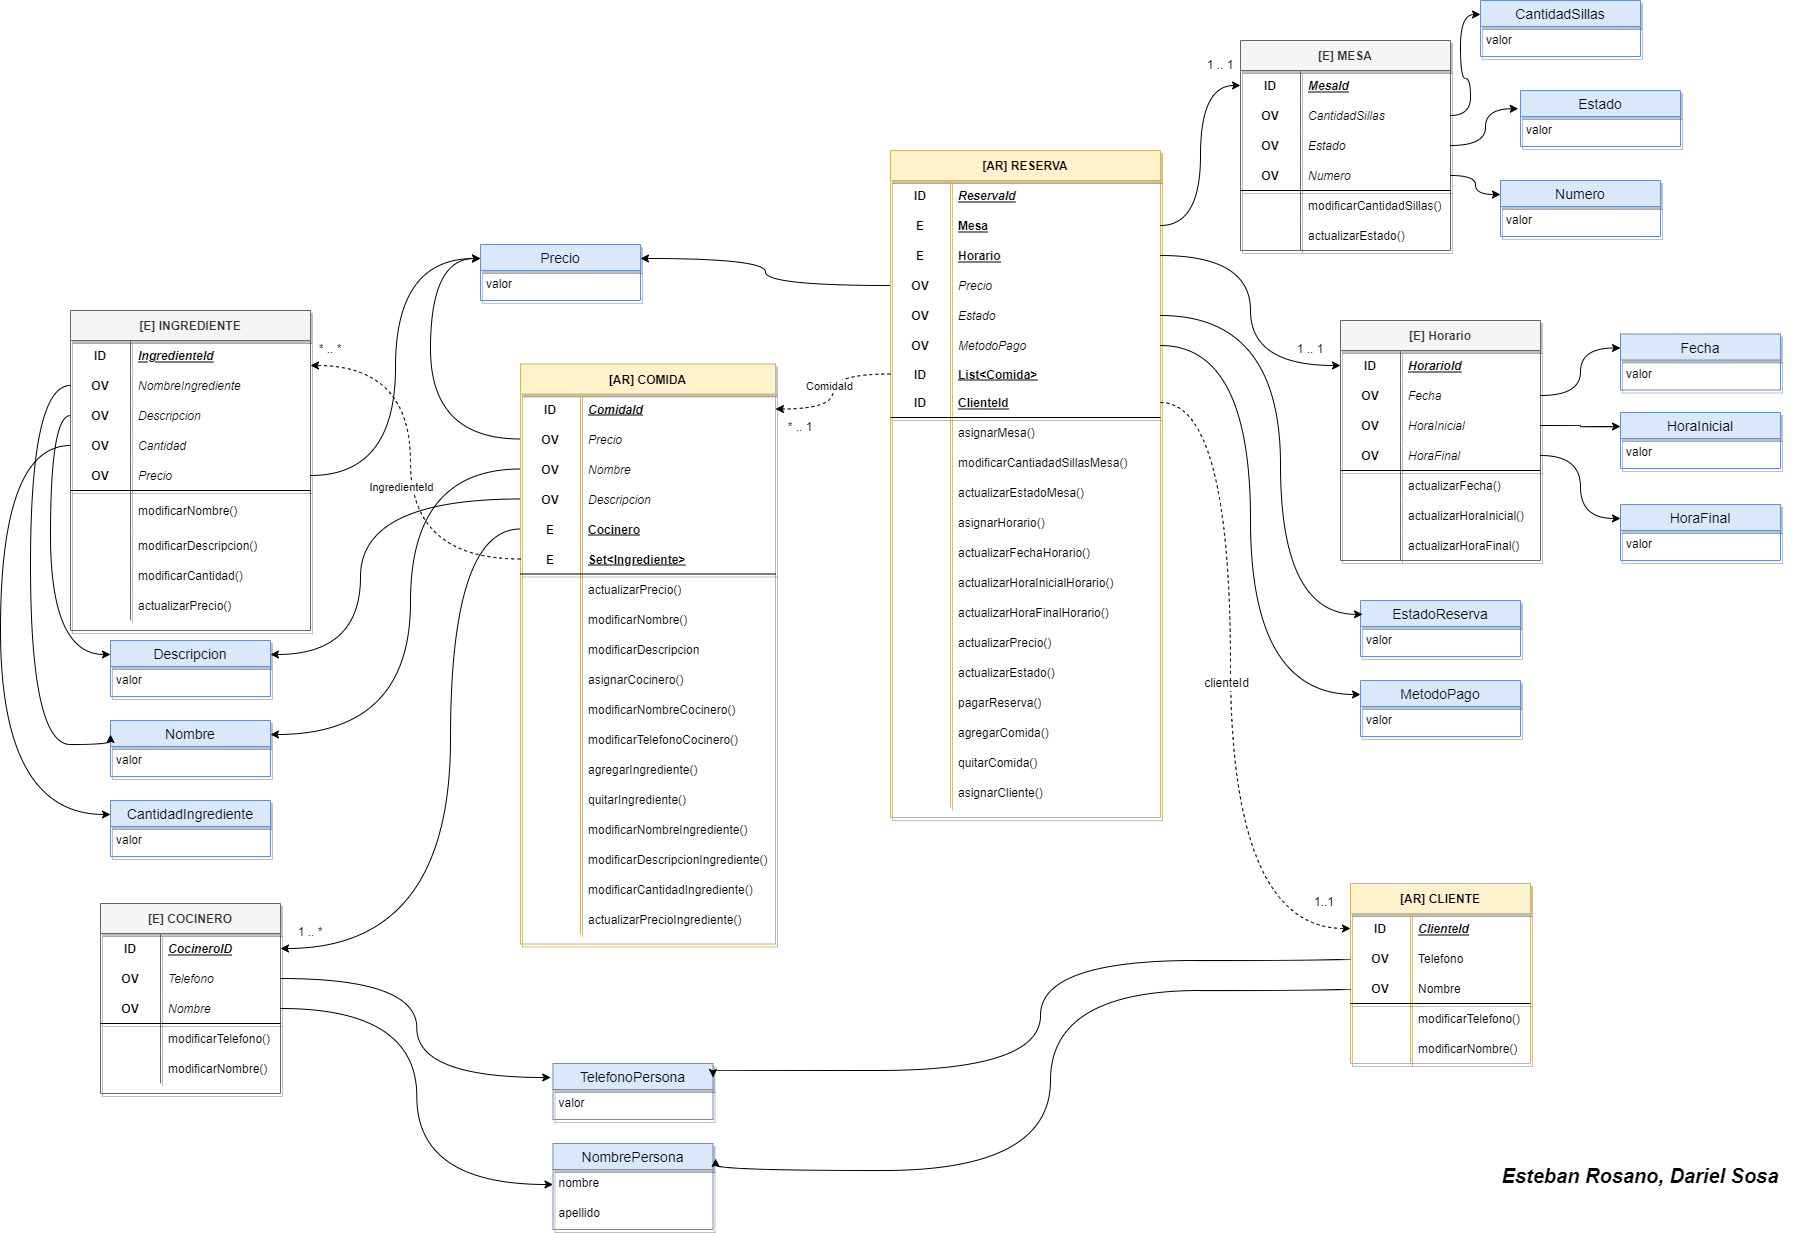 CantidadSillas
valor
[E] MESA
1 .. 1
ID MesaId
OV CantidadSillas
OV Estado
OV Numero
modificarCantidadSillas()
actualizarEstado()
Estado
valor
Numero
valor
[AR] RESERVA
ID ReservaId
E Mesa
E Horario
OV Precio
OV Estado
OV MetodoPago
ID List<Comida>
ID ClienteId
asignarMesa()
modificarCantiadadSillasMesa()
actualizarEstadoMesa()
asignarHorario()
actualizarFechaHorario()
actualizarHoraInicialHorario()
actualizarHoraFinalHorario()
actualizarPrecio()
actualizarEstado()
pagarReserva()
agregarComida()
quitarComida()
asignarCliente()
Precio
valor
[E] INGREDIENTE
* .. *
ID IngredienteId
OV NombreIngrediente
OV Descripcion
OV Cantidad
OV Precio
modificarNombre()
modificarDescripcion()
modificarCantidad()
actualizarPrecio()
IngredienteId
[AR] COMIDA
ComidaId
* .. 1
ID ComidaId
OV Precio
OV Nombre
OV Descripcion
E Cocinero
E Set<Ingrediente>
actualizarPrecio()
modificarNombre()
modificarDescripcion
asignarCocinero()
modificarNombreCocinero()
modificarTelefonoCocinero()
agregarIngrediente()
quitarIngrediente()
modificarNombreIngrediente()
modificarDescripcionIngrediente()
modificarCantidadIngrediente()
actualizarPrecioIngrediente()
1 .. 1
[E] Horario
ID HorarioId
OV Fecha
OV HoraInicial
OV HoraFinal
actualizarFecha()
actualizarHoraInicial()
actualizarHoraFinal()
Fecha
valor
HoraInicial
valor
HoraFinal
valor
EstadoReserva
valor
MetodoPago
valor
clienteId
Descripcion
valor
Nombre
valor
CantidadIngrediente
valor
[E] COCINERO
1 .. *
ID CocineroID
OV Telefono
OV Nombre
modificarTelefono()
modificarNombre()
1..1
[AR] CLIENTE
ID ClienteId
OV Telefono
OV Nombre
modificarTelefono()
modificarNombre()
TelefonoPersona
valor
NombrePersona
nombre
apellido
Esteban Rosano, Dariel Sosa